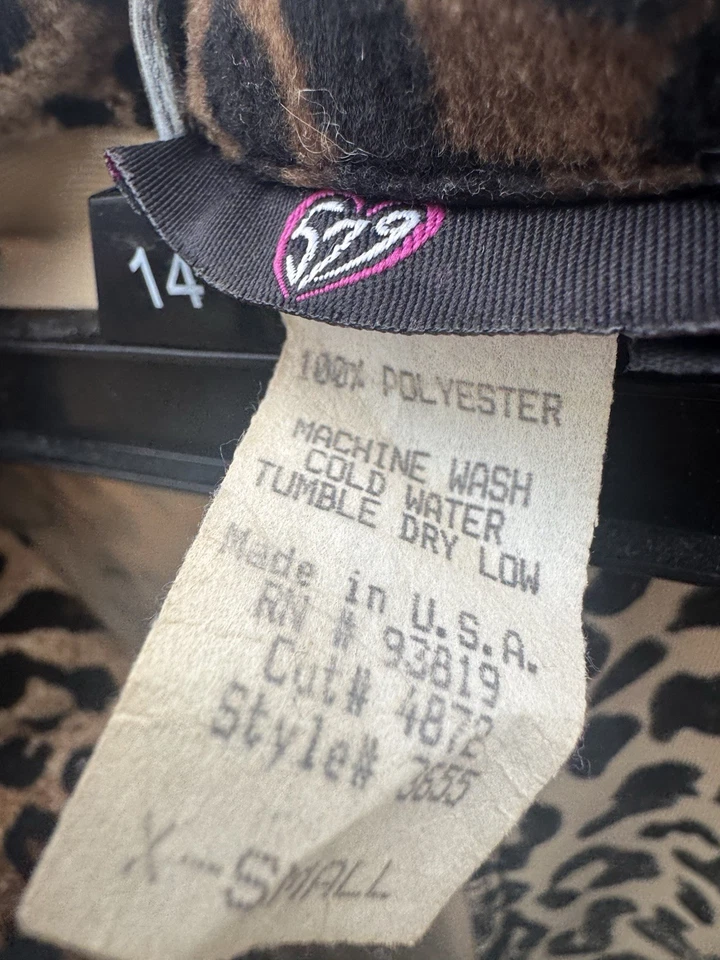 579
14
100% POLYESTER
MACHINE WASH
COLD WATER
TUMBLE DRY LOW
Made in U.S.A.
RN # 93819
Cut# 4872
Style# 3655
X-SMALL